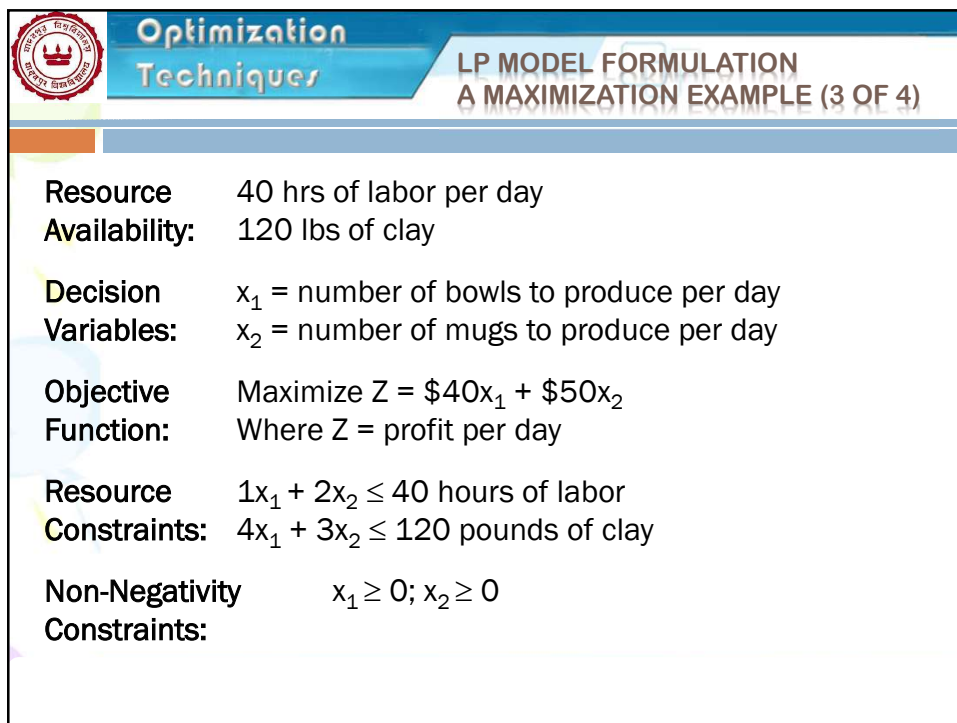 যাদবপুর বিশ্ববিদ্যালয়
Optimization
Techniques
LP MODEL FORMULATION
A MAXIMIZATION EXAMPLE (3 OF 4)
Resource 40 hrs of labor per day
Availability: 120 lbs of clay
Decision x₁ = number of bowls to produce per day
Variables: x₂ = number of mugs to produce per day
Objective Maximize Z = $40x₁ + $50x₂
Function: Where Z = profit per day
Resource 1x₁ + 2x₂ ≤ 40 hours of labor
Constraints: 4x₁ + 3x₂ ≤ 120 pounds of clay
Non-Negativity x₁ ≥ 0; x₂ ≥ 0
Constraints: